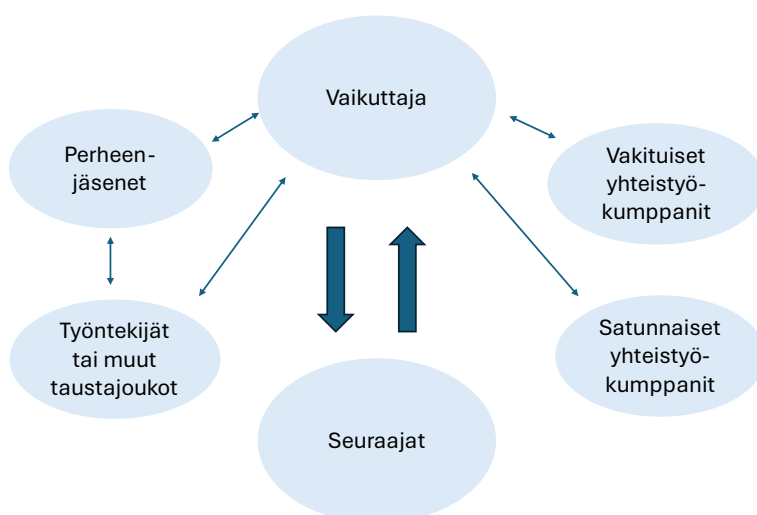 Vaikuttaja
Perheen-
jäsenet
Vakituiset
yhteistyö-
kumppanit
Työntekijät
tai muut
taustajoukot
Satunnaiset
yhteistyö-
kumppanit
Seuraajat